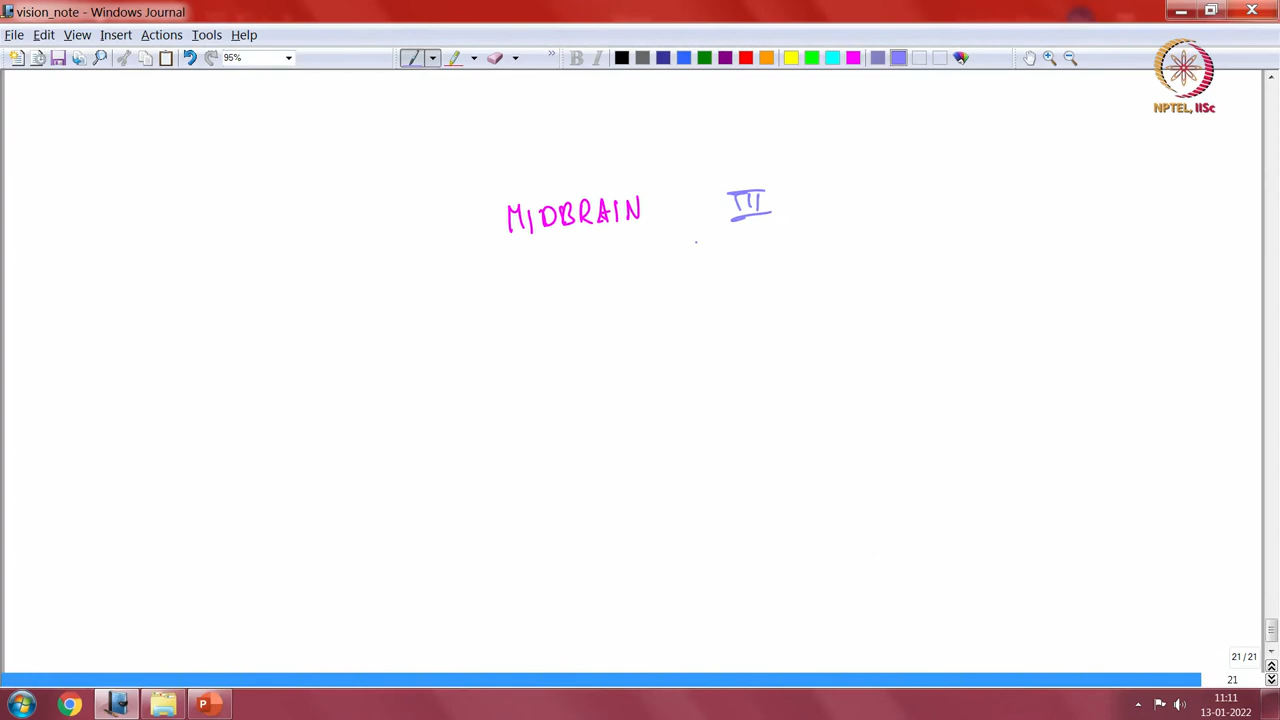 vision_note - Windows Journal
File Edit View Insert Actions Tools Help
95%
NPTEL, IISc
MIDBRAIN III
21 / 21
21
11:11
13-01-2022